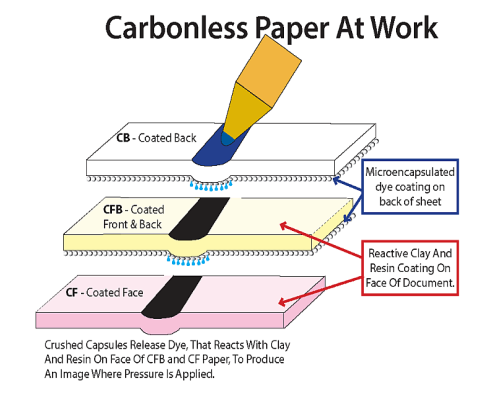 Carbonless Paper At Work
CB - Coated Back
Microencapsulated
dye coating on
back of sheet
CFB - Coated
Front & Back
Reactive Clay And
Resin Coating On
Face Of Document.
CF - Coated Face
Crushed Capsules Release Dye, That Reacts With Clay
And Resin On Face Of CFB and CF Paper, To Produce
An Image Where Pressure Is Applied.